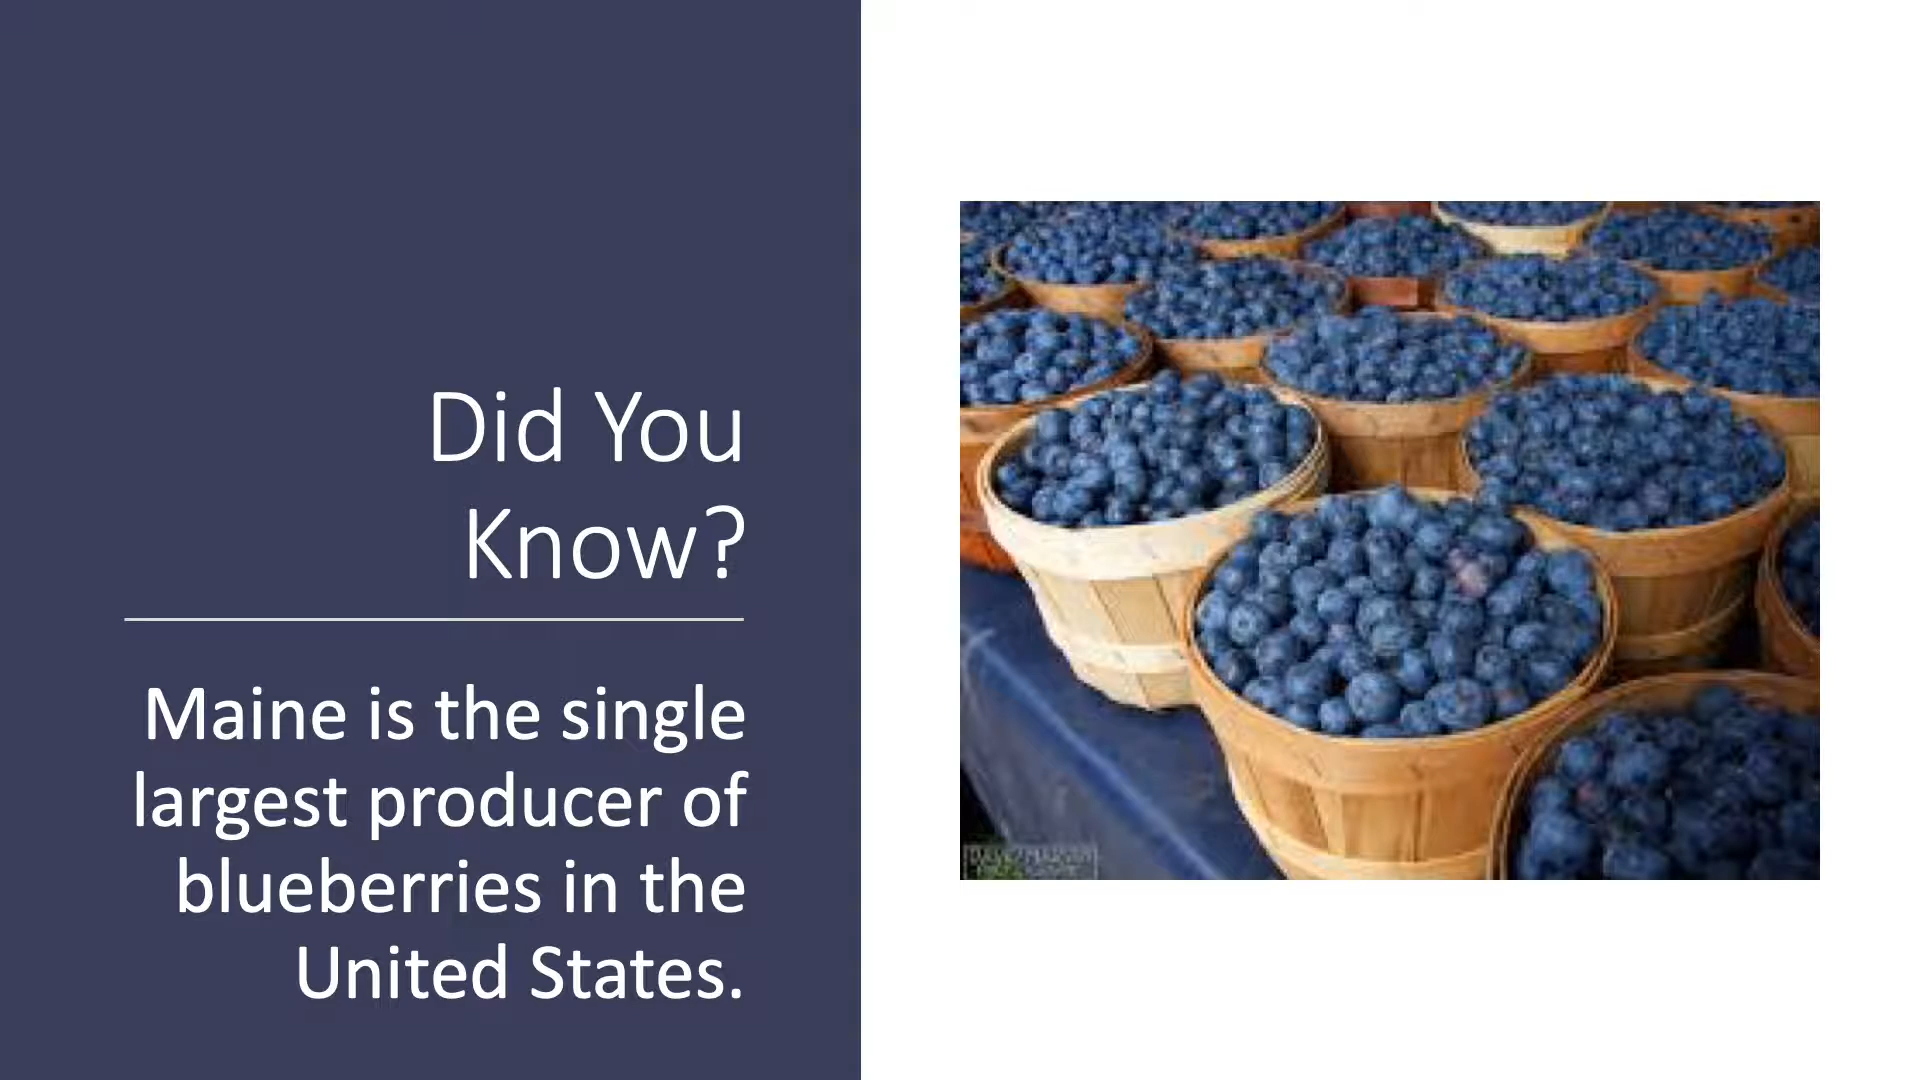 Did You
Know?
Maine is the single
largest producer of
blueberries in the
United States.